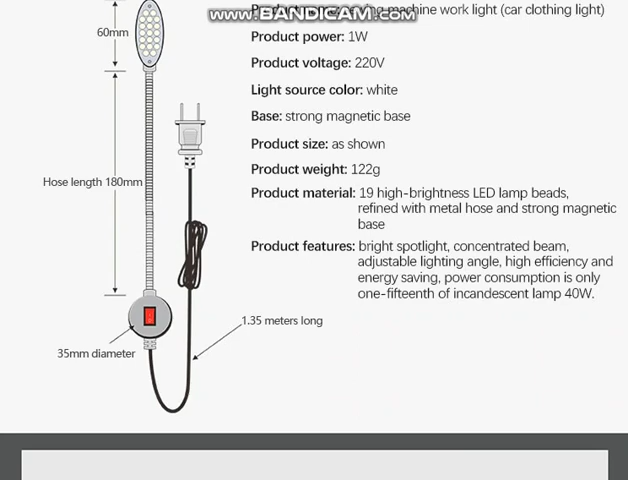 www.BANDICAM.com
Product machine work light (car clothing light)
60mm
Product power: 1W
Product voltage: 220V
Light source color: white
Base: strong magnetic base
Product size: as shown
Product weight: 122g
Hose length 180mm
Product material: 19 high-brightness LED lamp beads,
refined with metal hose and strong magnetic
base
Product features: bright spotlight, concentrated beam,
adjustable lighting angle, high efficiency and
energy saving, power consumption is only
one-fifteenth of incandescent lamp 40W.
1.35 meters long
35mm diameter